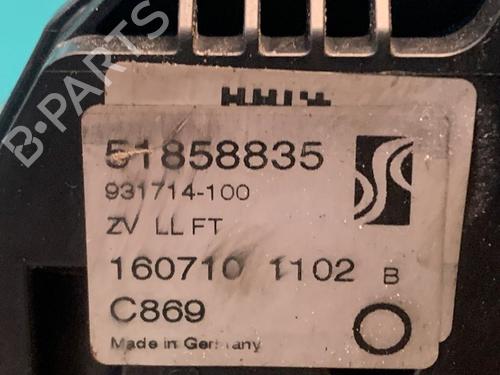 B-PARTS
51858835
931714-100
ZV LL FT
160710 1102 B
C869
Made in Germany